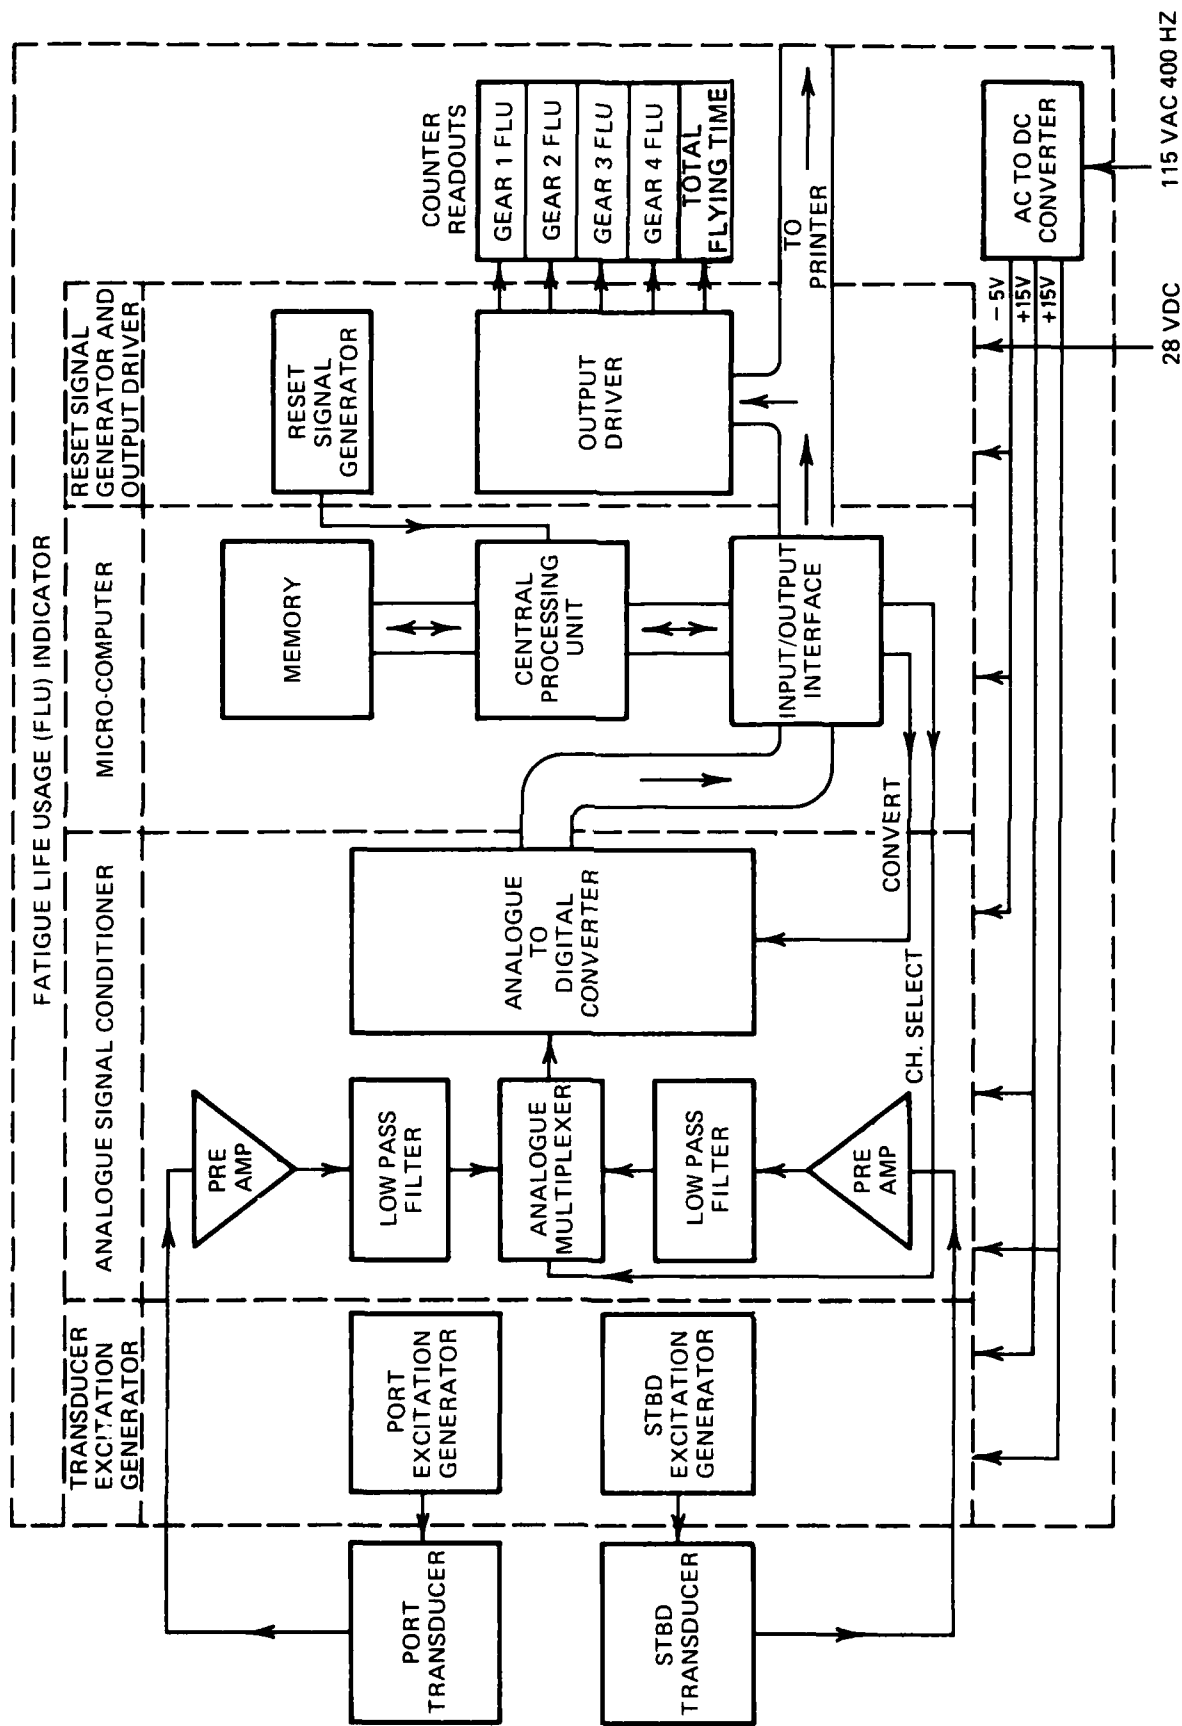 FATIGUE LIFE USAGE (FLU) INDICATOR
TRANSDUCER
EXCITATION
GENERATOR
ANALOGUE SIGNAL CONDITIONER
MICRO-COMPUTER
RESET SIGNAL
GENERATOR AND
OUTPUT DRIVER
PORT
TRANSDUCER
STBD
TRANSDUCER
PORT
EXCITATION
GENERATOR
STBD
EXCITATION
GENERATOR
PRE
AMP
LOW PASS
FILTER
ANALOGUE
MULTIPLEXER
LOW PASS
FILTER
PRE
AMP
ANALOGUE
TO
DIGITAL
CONVERTER
CH. SELECT
CONVERT
MEMORY
CENTRAL
PROCESSING
UNIT
INPUT/OUTPUT
INTERFACE
RESET
SIGNAL
GENERATOR
OUTPUT
DRIVER
COUNTER
READOUTS
GEAR 1 FLU
GEAR 2 FLU
GEAR 3 FLU
GEAR 4 FLU
TOTAL
FLYING TIME
TO
PRINTER
AC TO DC
CONVERTER
-5V
+15V
+15V
28 VDC
115 VAC 400 HZ